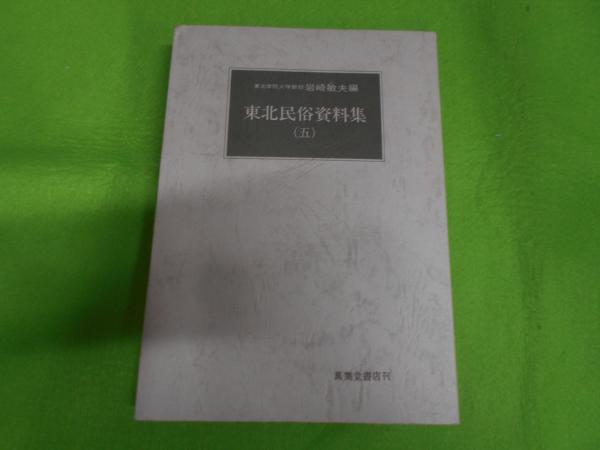 東北学院大学教授 岩崎敏夫編
東北民俗資料集
(五)
萬葉堂書店刊